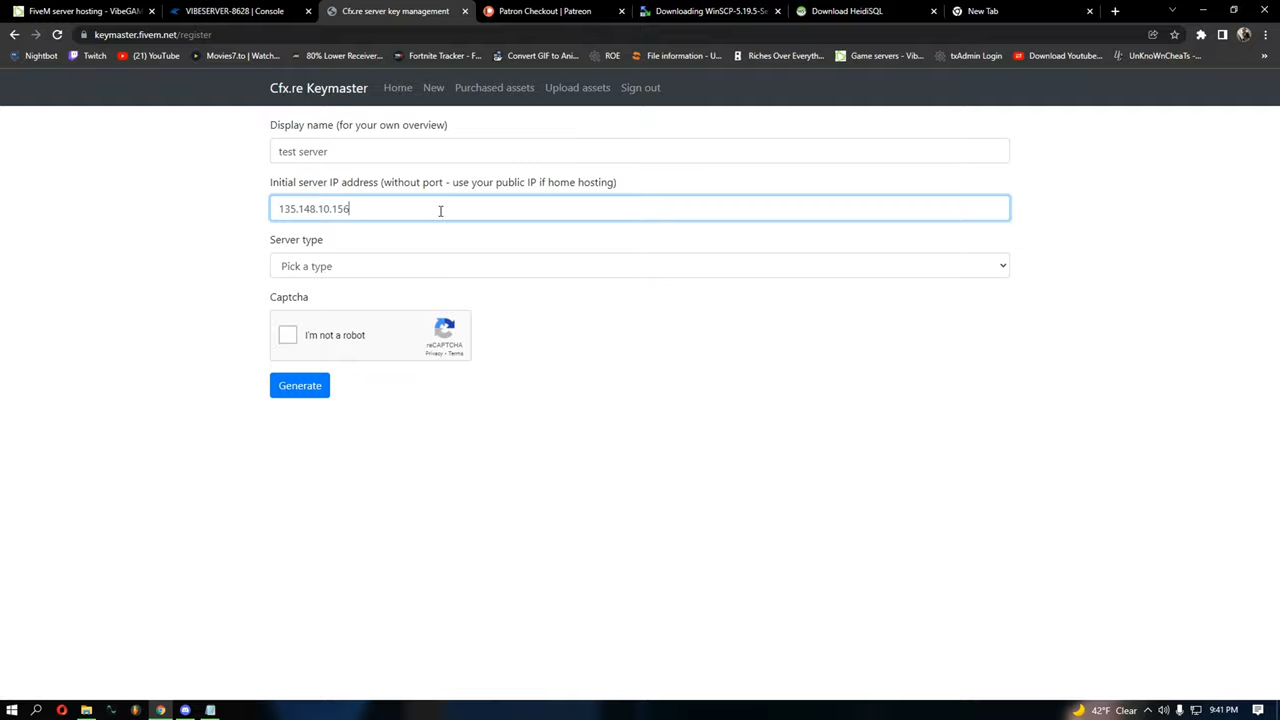 FiveM server hosting - VibeGAM
VIBESERVER-8628 | Console
Cfx.re server key management
Patron Checkout | Patreon
Downloading WinSCP-5.19.5-Se
Download HeidiSQL
New Tab
keymaster.fivem.net/register
Nightbot
Twitch
(21) YouTube
Movies7.to | Watch...
80% Lower Receiver...
Fortnite Tracker - F...
Convert GIF to Ani...
ROE
File information - U...
Riches Over Everyth...
Game servers - Vib...
txAdmin Login
Download Youtube...
UnKnoWnCheaTs -...
Cfx.re Keymaster
Home
New
Purchased assets
Upload assets
Sign out
Display name (for your own overview)
test server
Initial server IP address (without port - use your public IP if home hosting)
135.148.10.156
Server type
Pick a type
Captcha
I'm not a robot
reCAPTCHA
Privacy - Terms
Generate
42°F Clear
9:41 PM